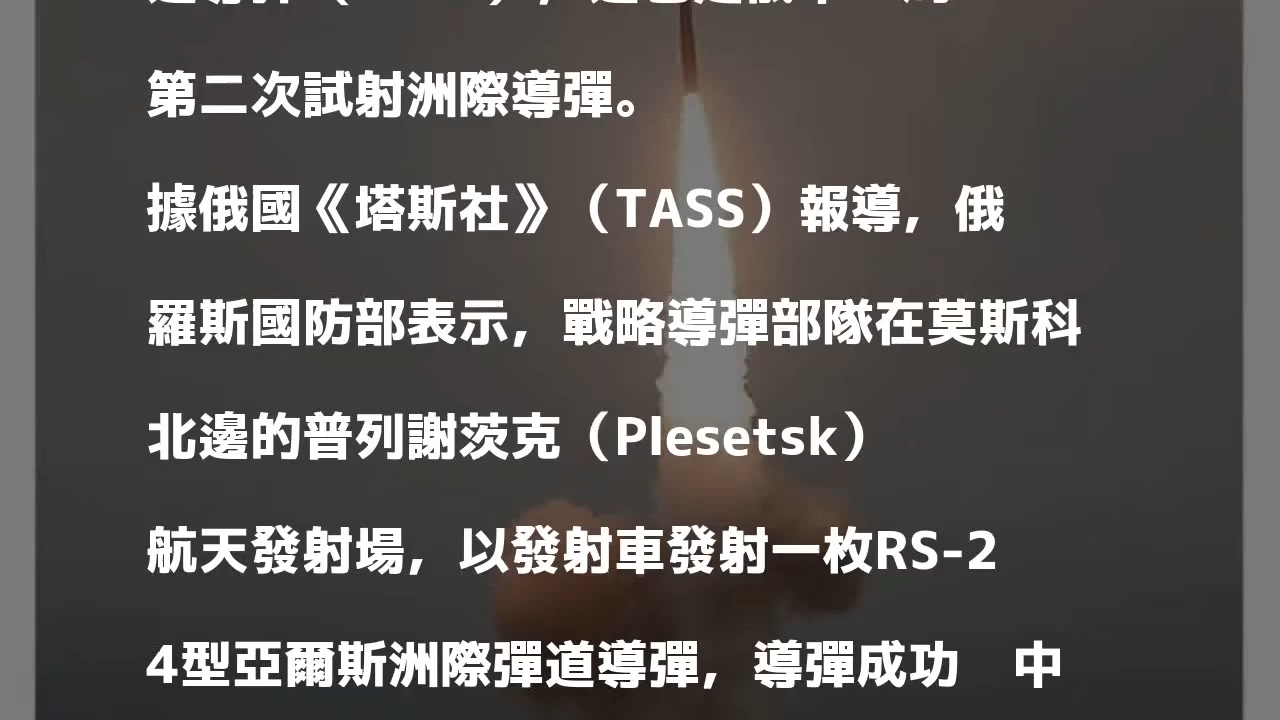 第二次試射洲際導彈。
據俄國《塔斯社》（TASS）報導，俄
羅斯國防部表示，戰略導彈部隊在莫斯科
北邊的普列謝茨克（Plesetsk）
航天發射場，以發射車發射一枚RS-2
4型亞爾斯洲際彈道導彈，導彈成功　中